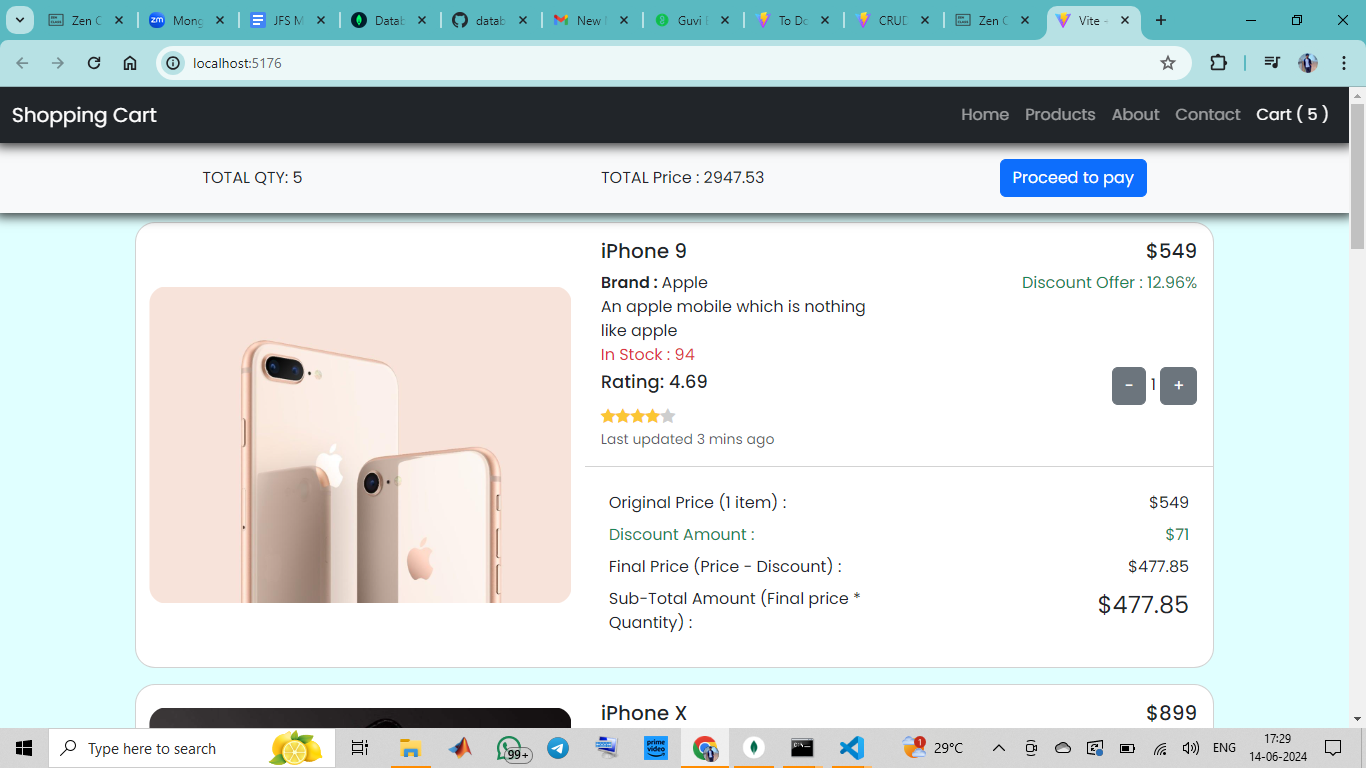 Zen C
Mong
JFS M
Datab
datab
New
Guvi
To Do
CRUD
Zen C
Vite
localhost:5176
Shopping Cart
Home Products About Contact Cart ( 5 )
TOTAL QTY: 5 TOTAL Price : 2947.53 Proceed to pay
iPhone 9 $549
Brand : Apple Discount Offer : 12.96%
An apple mobile which is nothing
like apple
In Stock : 94
Rating: 4.69 - 1 +
Last updated 3 mins ago
Original Price (1 item) : $549
Discount Amount : $71
Final Price (Price - Discount) : $477.85
Sub-Total Amount (Final price * $477.85
Quantity) :
iPhone X $899
Type here to search 99+ prime video 1 29°C ENG 17:29
14-06-2024